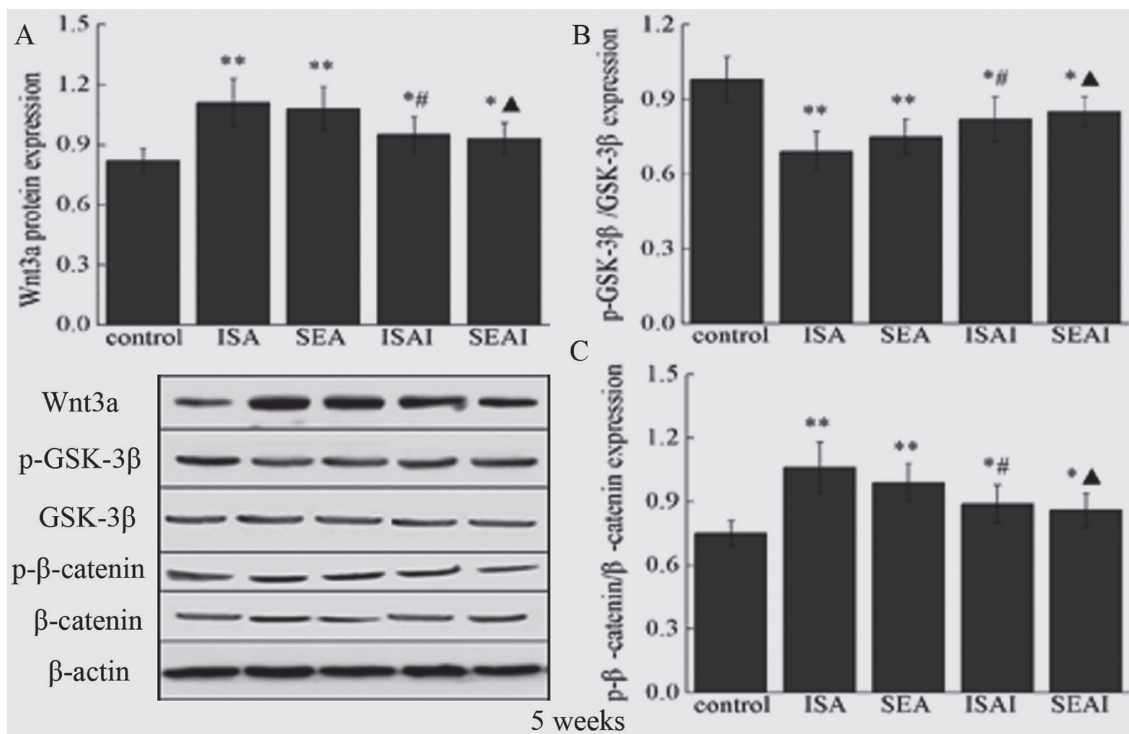 A
Wnt3a protein expression
1.5
1.2
0.9
0.6
0.3
0.0
**
**
*#
*▲
control ISA SEA ISAI SEAI
B
p-GSK-3β /GSK-3β expression
1.2
0.9
0.6
0.3
0.0
**
**
*#
*▲
control ISA SEA ISAI SEAI
Wnt3a
p-GSK-3β
GSK-3β
p-β-catenin
β-catenin
β-actin
C
p-β -catenin/β -catenin expression
1.5
1.2
0.9
0.6
0.3
0.0
**
**
*#
*▲
control ISA SEA ISAI SEAI
5 weeks